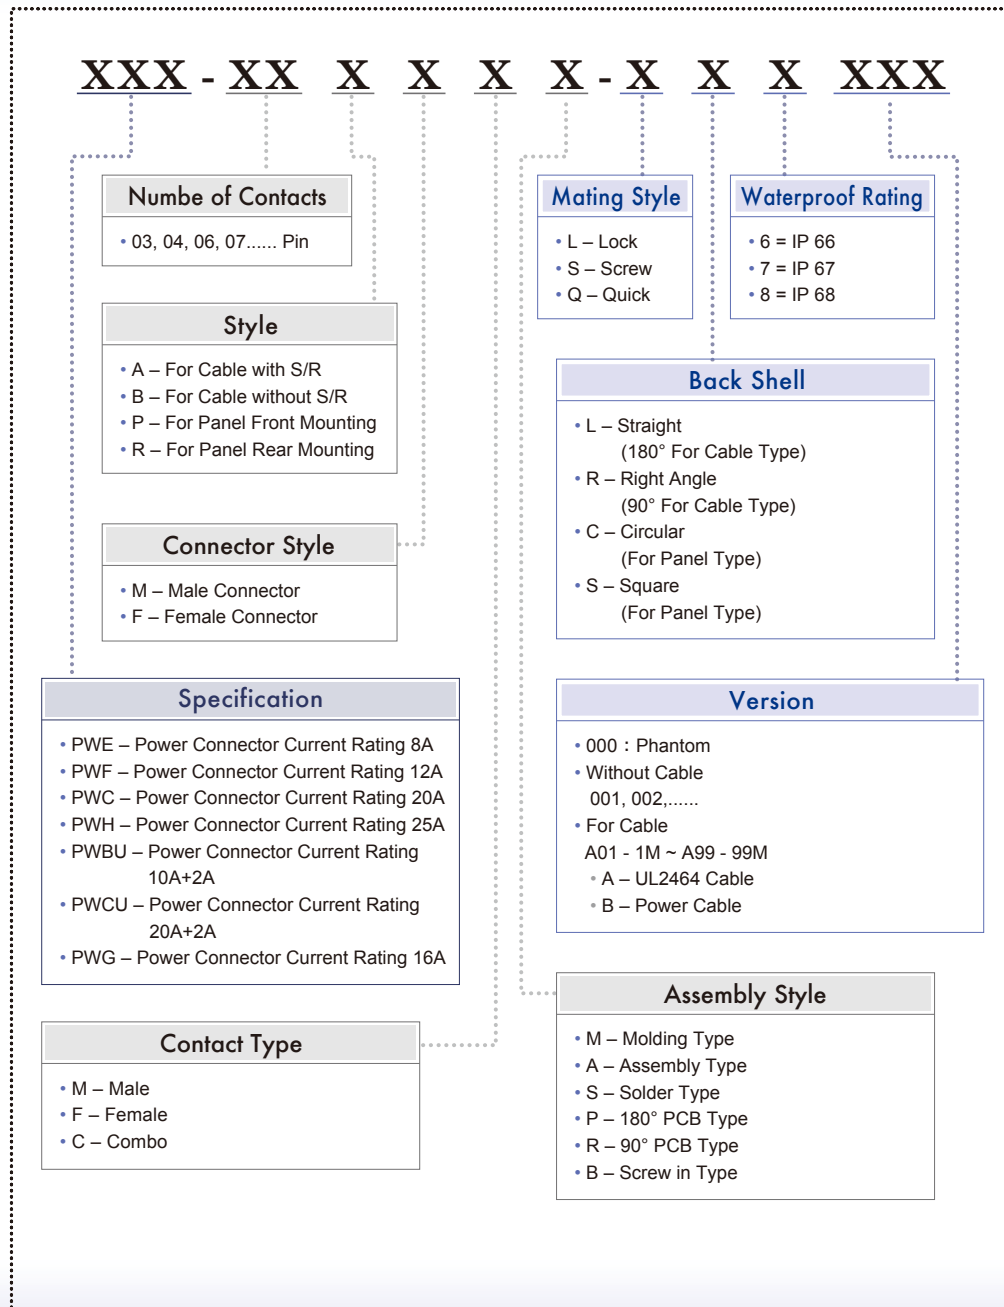 XXX - XX X X X X - X X X XXX
Numbe of Contacts
• 03, 04, 06, 07...... Pin
Style
• A – For Cable with S/R
• B – For Cable without S/R
• P – For Panel Front Mounting
• R – For Panel Rear Mounting
Connector Style
• M – Male Connector
• F – Female Connector
Specification
• PWE – Power Connector Current Rating 8A
• PWF – Power Connector Current Rating 12A
• PWC – Power Connector Current Rating 20A
• PWH – Power Connector Current Rating 25A
• PWBU – Power Connector Current Rating
10A+2A
• PWCU – Power Connector Current Rating
20A+2A
• PWG – Power Connector Current Rating 16A
Contact Type
• M – Male
• F – Female
• C – Combo
Mating Style
• L – Lock
• S – Screw
• Q – Quick
Waterproof Rating
• 6 = IP 66
• 7 = IP 67
• 8 = IP 68
Back Shell
• L – Straight
(180° For Cable Type)
• R – Right Angle
(90° For Cable Type)
• C – Circular
(For Panel Type)
• S – Square
(For Panel Type)
Version
• 000：Phantom
• Without Cable
001, 002,......
• For Cable
A01 - 1M ~ A99 - 99M
• A – UL2464 Cable
• B – Power Cable
Assembly Style
• M – Molding Type
• A – Assembly Type
• S – Solder Type
• P – 180° PCB Type
• R – 90° PCB Type
• B – Screw in Type